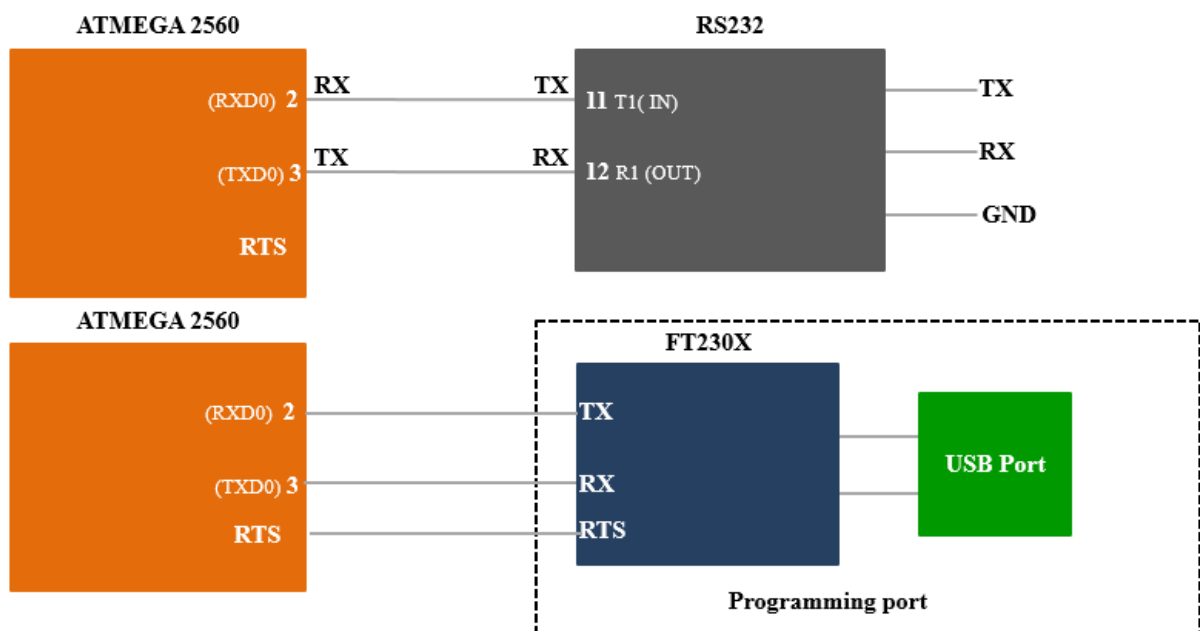 ATMEGA 2560
RS232
(RXD0) 2 RX TX 11 T1( IN) TX
(TXD0) 3 TX RX 12 R1 (OUT) RX
RTS
GND
ATMEGA 2560
FT230X
(RXD0) 2 TX
(TXD0) 3 RX
RTS RTS
USB Port
Programming port